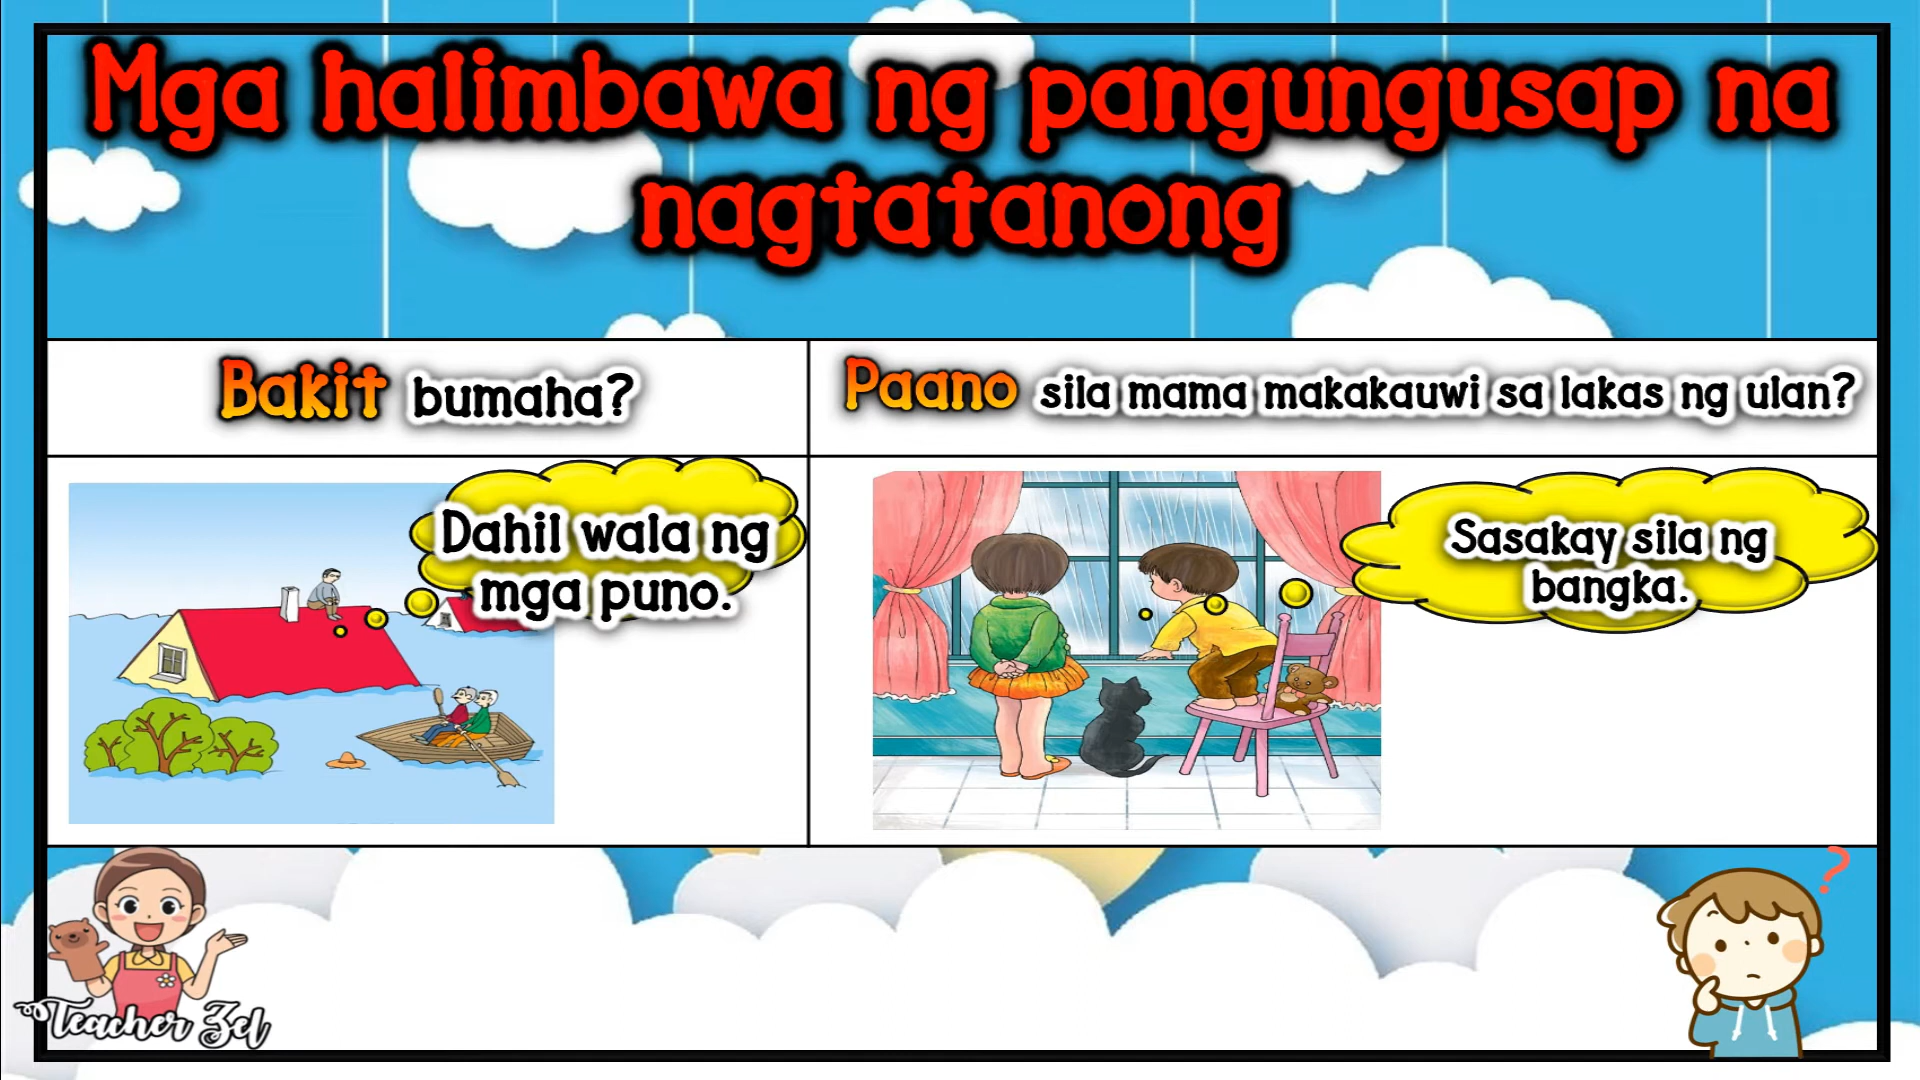 Mga halimbawa ng pangungusap na
nagtatanong
Bakit bumaha?
Paano sila mama makakauwi sa lakas ng ulan?
Dahil wala ng
mga puno.
Sasakay sila ng
bangka.
?
Teacher Zel